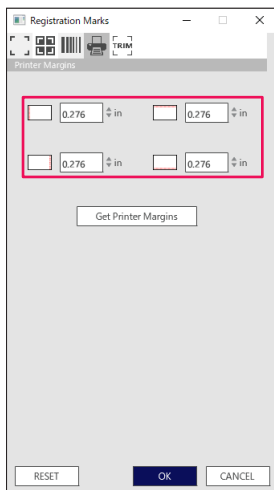 Registration Marks
TRIM
Printer Margins
0.276 in 0.276 in
0.276 in 0.276 in
Get Printer Margins
RESET OK CANCEL